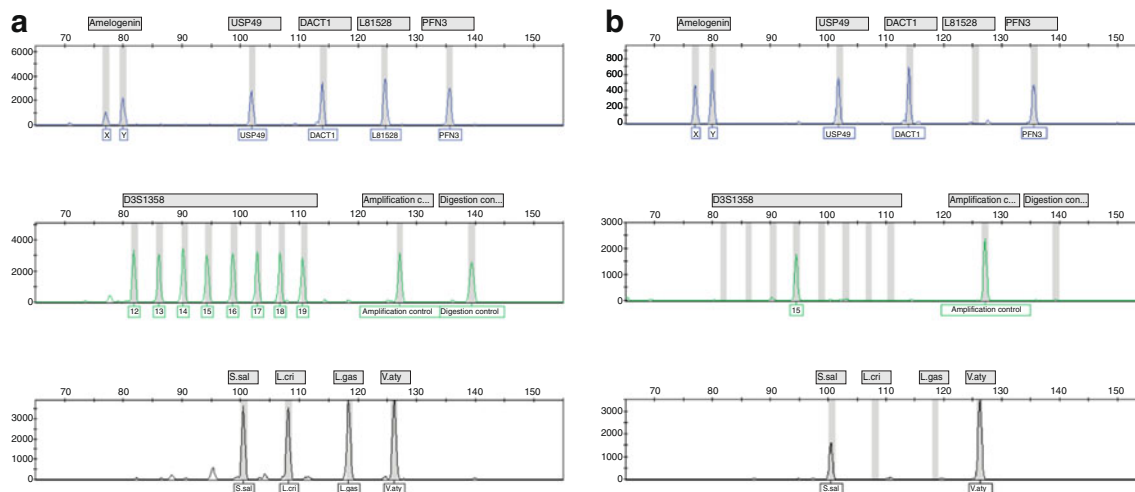 a
Amelogenin USP49 DACT1 L81528 PFN3
70 80 90 100 110 120 130 140 150
6000
4000
2000
0
X Y USP49 DACT1 L81528 PFN3
D3S1358 Amplification c... Digestion con...
70 80 90 100 110 120 130 140 150
4000
2000
0
12 13 14 15 16 17 18 19 Amplification control Digestion control
S.sal L.cri L.gas V.aty
70 80 90 100 110 120 130 140 150
3000
2000
1000
0
S.sal L.cri L.gas V.aty
b
Amelogenin USP49 DACT1 L81528 PFN3
70 80 90 100 110 120 130 140 150
800
600
400
200
0
X Y USP49 DACT1 PFN3
D3S1358 Amplification c... Digestion con...
70 80 90 100 110 120 130 140 150
3000
2000
1000
0
15 Amplification control
S.sal L.cri L.gas V.aty
70 80 90 100 110 120 130 140 150
3000
2000
1000
0
S.sal V.aty